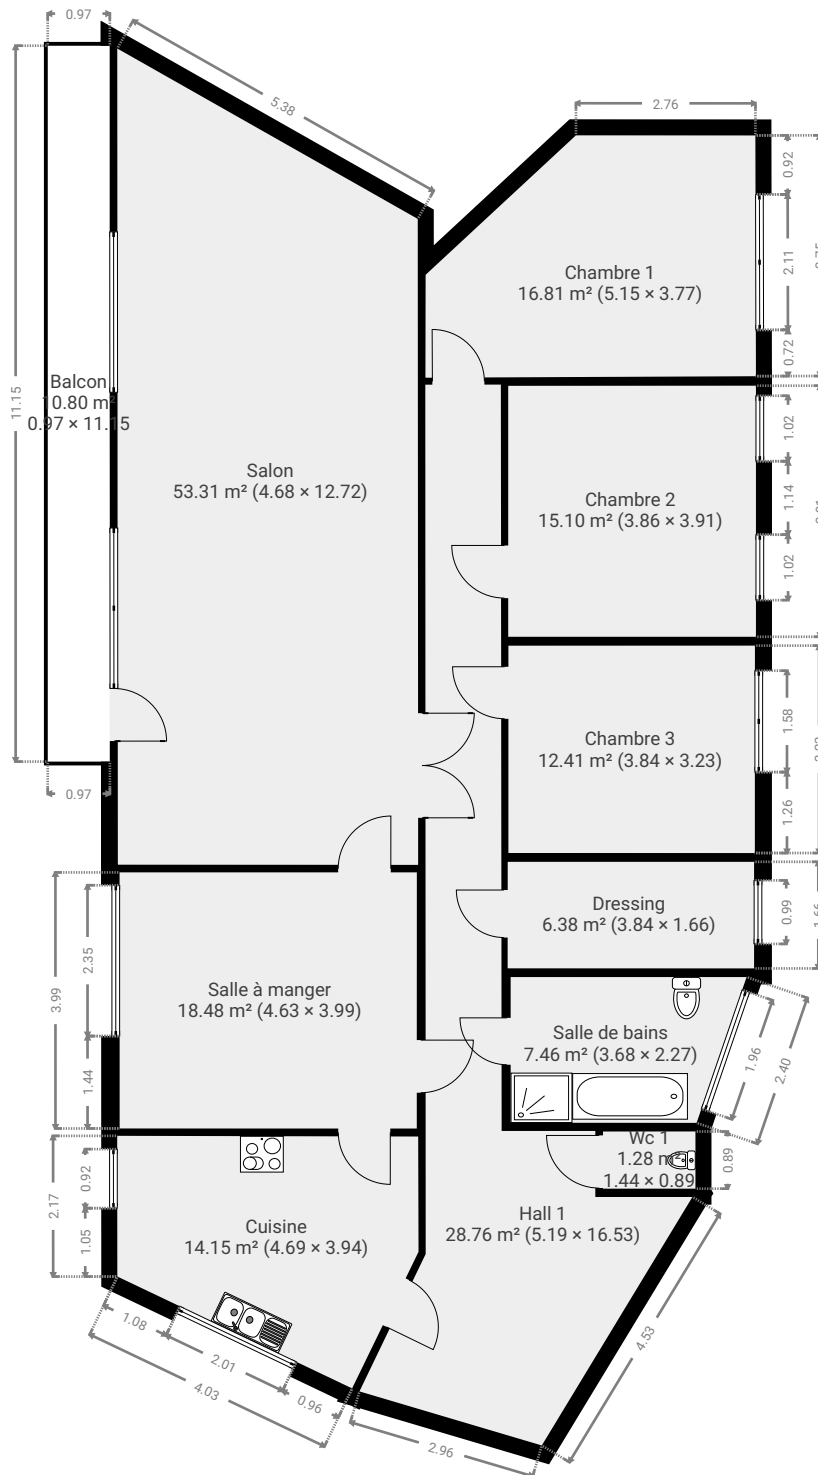 0.97
5.38
2.76
0.92
2.11
0.72
Chambre 1
16.81 m² (5.15 × 3.77)
11.15
Balcon
10.80 m²
0.97 × 11.15
Salon
53.31 m² (4.68 × 12.72)
1.02
1.14
1.02
Chambre 2
15.10 m² (3.86 × 3.91)
1.58
1.26
Chambre 3
12.41 m² (3.84 × 3.23)
0.97
Dressing
6.38 m² (3.84 × 1.66)
0.99
1.66
3.99
2.35
1.44
Salle à manger
18.48 m² (4.63 × 3.99)
Salle de bains
7.46 m² (3.68 × 2.27)
1.96
2.40
Wc 1
1.28 m²
1.44 × 0.89
0.89
2.17
0.92
1.05
Cuisine
14.15 m² (4.69 × 3.94)
Hall 1
28.76 m² (5.19 × 16.53)
1.08
2.01
0.96
4.03
2.96
4.53